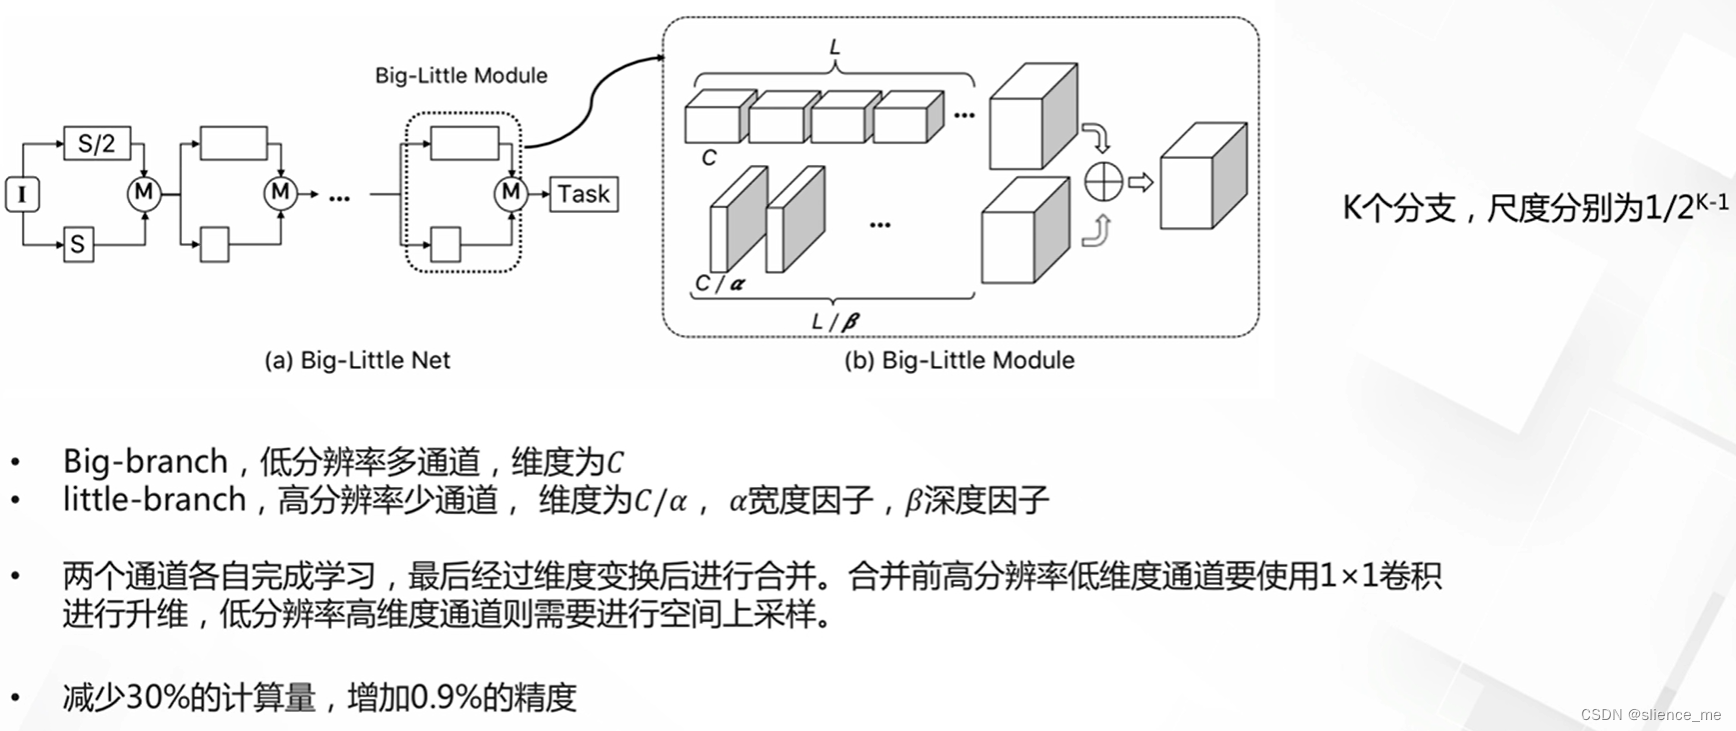 Big-Little Module
S/2
I
M
M
...
M
Task
S
(a) Big-Little Net
L
...
C
...
C / α
L / β
(b) Big-Little Module
K个分支，尺度分别为1/2ᴷ⁻¹
• Big-branch，低分辨率多通道，维度为C
• little-branch，高分辨率少通道， 维度为C/α， α宽度因子，β深度因子
• 两个通道各自完成学习，最后经过维度变换后进行合并。合并前高分辨率低维度通道要使用1×1卷积
进行升维，低分辨率高维度通道则需要进行空间上采样。
• 减少30%的计算量，增加0.9%的精度
CSDN @slience_me